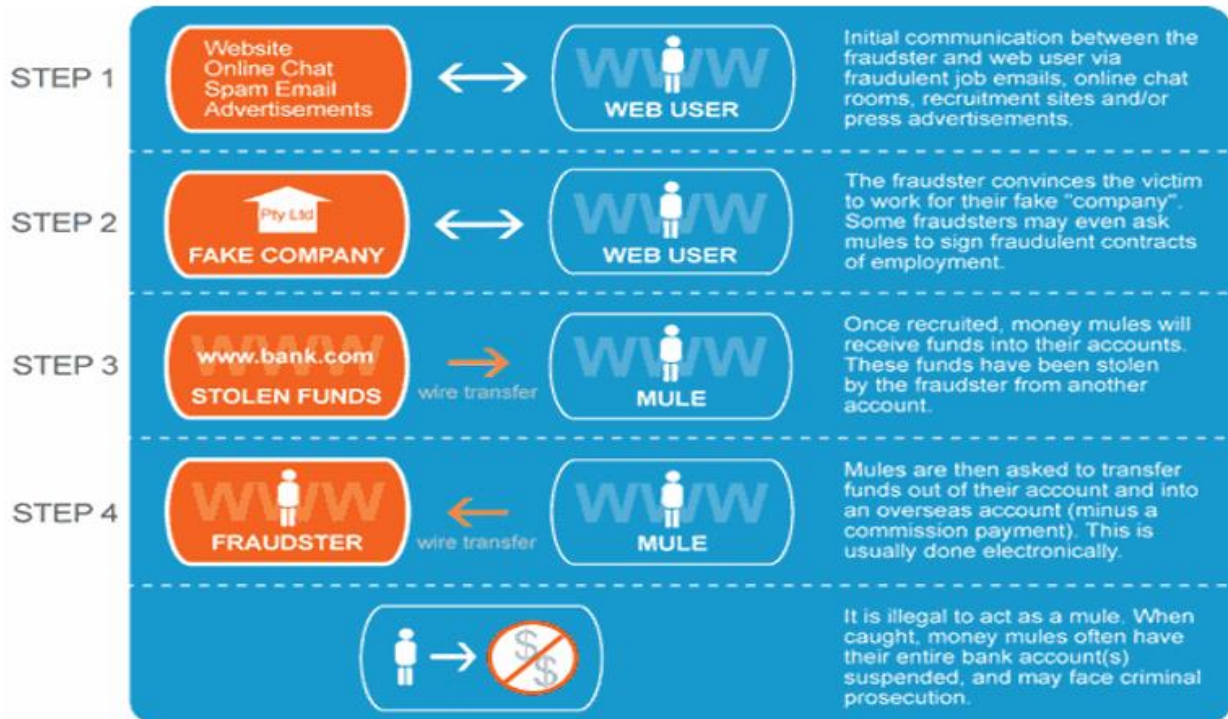 STEP 1
Website
Online Chat
Spam Email
Advertisements
WWW
WEB USER
Initial communication between the
fraudster and web user via
fraudulent job emails, online chat
rooms, recruitment sites and/or
press advertisements.
STEP 2
Pty Ltd
FAKE COMPANY
WWW
WEB USER
The fraudster convinces the victim
to work for their fake "company".
Some fraudsters may even ask
mules to sign fraudulent contracts
of employment.
STEP 3
WWW
www.bank.com
STOLEN FUNDS
wire transfer
WWW
MULE
Once recruited, money mules will
receive funds into their accounts.
These funds have been stolen
by the fraudster from another
account.
STEP 4
WWW
FRAUDSTER
wire transfer
WWW
MULE
Mules are then asked to transfer
funds out of their account and into
an overseas account (minus a
commission payment). This is
usually done electronically.
$
$
It is illegal to act as a mule. When
caught, money mules often have
their entire bank account(s)
suspended, and may face criminal
prosecution.